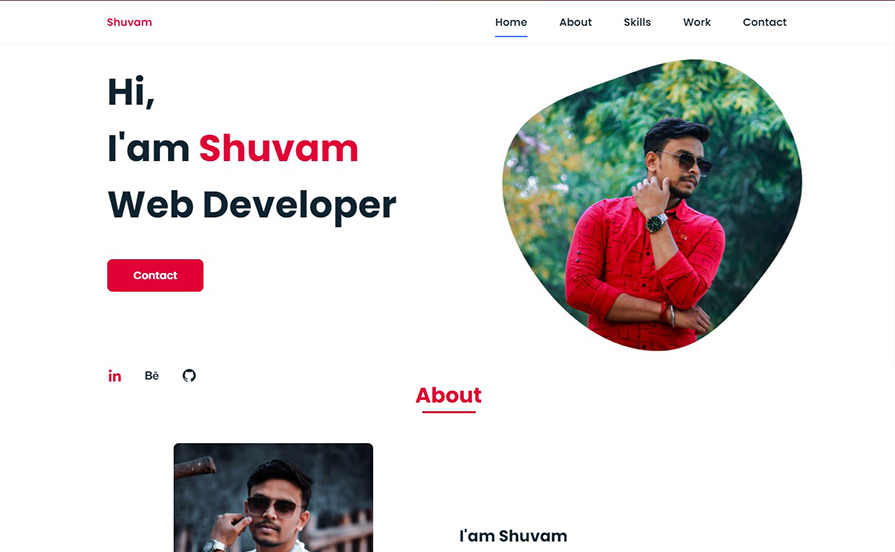 Shuvam
Home About Skills Work Contact
Hi,
I'am Shuvam
Web Developer
Contact
in Bē
About
I'am Shuvam